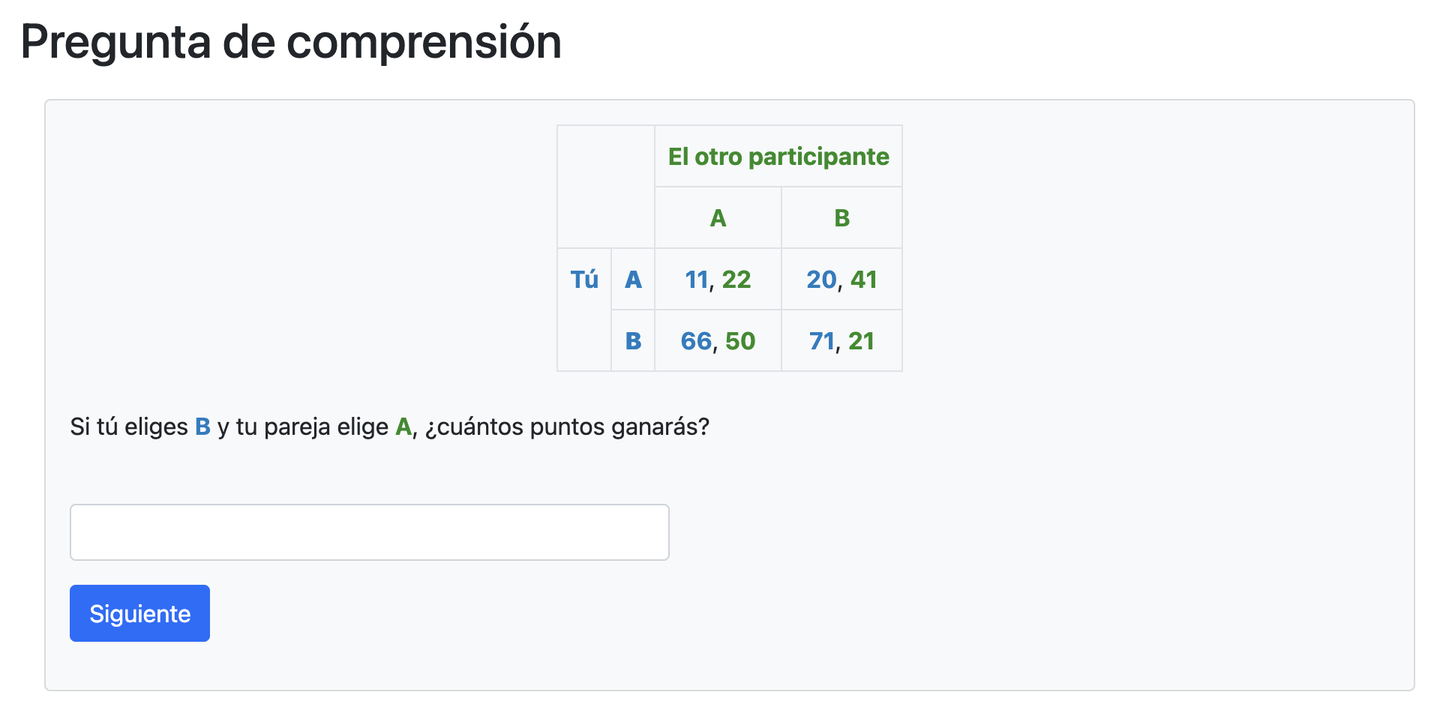 Pregunta de comprensión
El otro participante
A B
Tú A 11, 22 20, 41
B 66, 50 71, 21
Si tú eliges B y tu pareja elige A, ¿cuántos puntos ganarás?
Siguiente